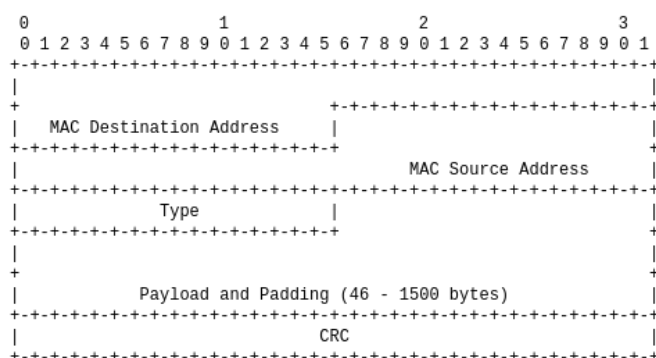 0                   1                   2                   3
 0 1 2 3 4 5 6 7 8 9 0 1 2 3 4 5 6 7 8 9 0 1 2 3 4 5 6 7 8 9 0 1
+-+-+-+-+-+-+-+-+-+-+-+-+-+-+-+-+-+-+-+-+-+-+-+-+-+-+-+-+-+-+-+-+
|                                                               |
+                               +-+-+-+-+-+-+-+-+-+-+-+-+-+-+-+-+
|   MAC Destination Address     |                               |
+-+-+-+-+-+-+-+-+-+-+-+-+-+-+-+-+                               +
|                                       MAC Source Address      |
+-+-+-+-+-+-+-+-+-+-+-+-+-+-+-+-+-+-+-+-+-+-+-+-+-+-+-+-+-+-+-+-+
|              Type             |                               |
+-+-+-+-+-+-+-+-+-+-+-+-+-+-+-+-+                               +
|                                                               |
+                                                               +
|            Payload and Padding (46 - 1500 bytes)              |
+-+-+-+-+-+-+-+-+-+-+-+-+-+-+-+-+-+-+-+-+-+-+-+-+-+-+-+-+-+-+-+-+
|                              CRC                              |
+-+-+-+-+-+-+-+-+-+-+-+-+-+-+-+-+-+-+-+-+-+-+-+-+-+-+-+-+-+-+-+-+